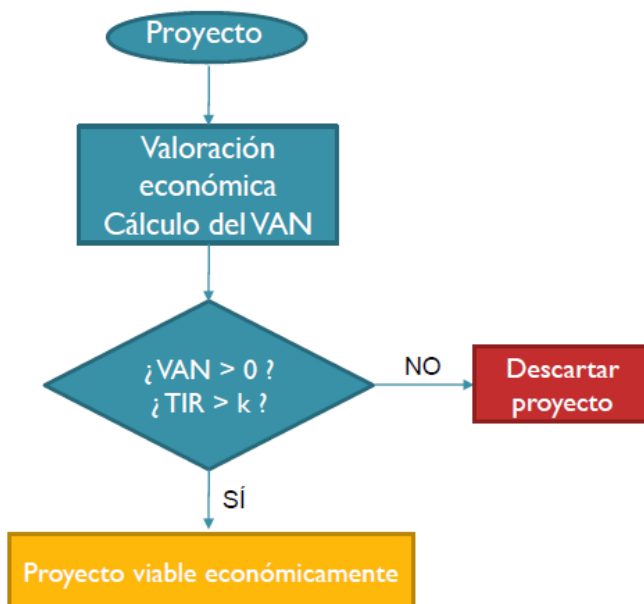 Proyecto
Valoración
económica
Cálculo del VAN
¿VAN > 0 ?
¿TIR > k ?
NO
Descartar
proyecto
SÍ
Proyecto viable económicamente